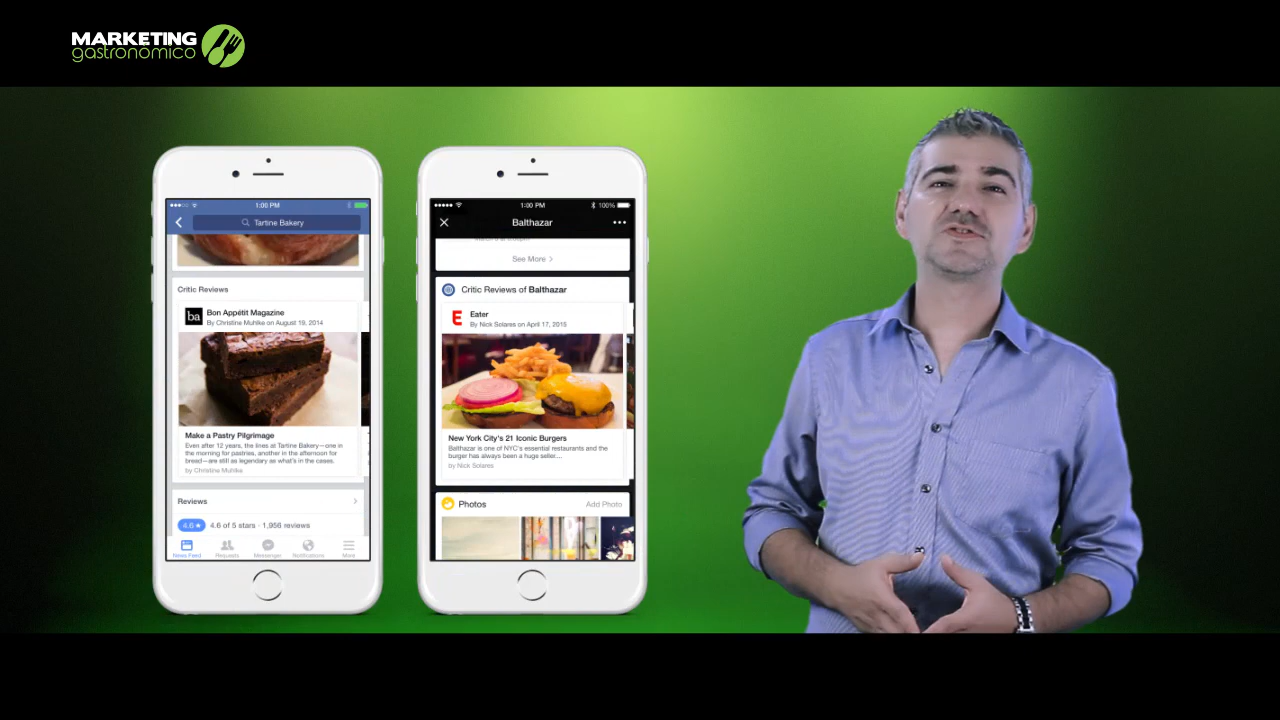 MARKETING
gastronomico
1:00 PM
Tartine Bakery
Critic Reviews
ba
Bon Appétit Magazine
By Christine Muhlke on August 19, 2014
Make a Pastry Pilgrimage
Even after 12 years, the lines at Tartine Bakery—one in
the morning for pastries, another in the afternoon for
bread—are still as legendary as what's in the cases.
by Christine Muhlke
Reviews
4.6 ★ 4.6 of 5 stars · 1,956 reviews
News Feed Requests Messenger Notifications More
1:00 PM 100%
Balthazar
See More
Critic Reviews of Balthazar
E
Eater
By Nick Solares on April 17, 2015
New York City's 21 Iconic Burgers
Balthazar is one of NYC's essential restaurants and the
burger has always been a huge seller....
by Nick Solares
Photos Add Photo